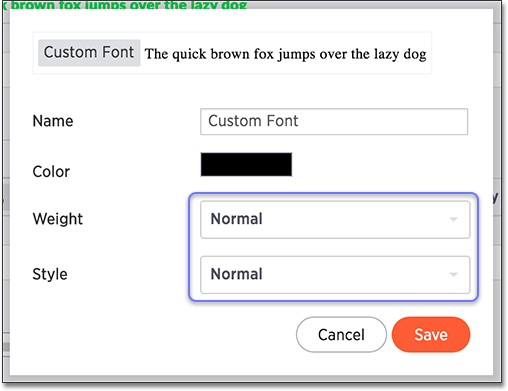 k brown fox jumps over the lazy dog
Custom Font The quick brown fox jumps over the lazy dog
Name Custom Font
Color
Weight Normal
Style Normal
Cancel Save